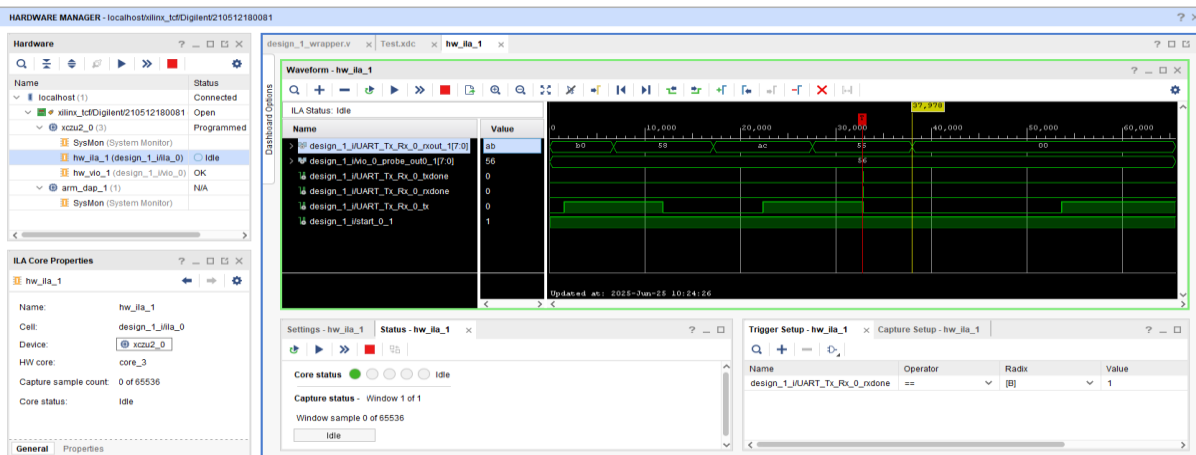 HARDWARE MANAGER - localhost/xilinx_tcf/Digilent/210512180081
Hardware
Name Status
localhost (1) Connected
xilinx_tcf/Digilent/210512180081 Open
xczu2_0 (3) Programmed
SysMon (System Monitor)
hw_ila_1 (design_1_i/ila_0) Idle
hw_vio_1 (design_1_i/vio_0) OK
arm_dap_1 (1) N/A
SysMon (System Monitor)
ILA Core Properties
hw_ila_1
Name: hw_ila_1
Cell: design_1_i/ila_0
Device: xczu2_0
HW core: core_3
Capture sample count: 0 of 65536
Core status: Idle
General Properties
design_1_wrapper.v Test.xdc hw_ila_1
Dashboard Options
Waveform - hw_ila_1
ILA Status: Idle
Name Value
37,978
0 10,000 20,000 30,000 40,000 50,000 60,000
design_1_i/UART_Tx_Rx_0_rxout_1[7:0] ab b0 58 ac 00
design_1_i/vio_0_probe_out0_1[7:0] 56 56
design_1_i/UART_Tx_Rx_0_txdone 0
design_1_i/UART_Tx_Rx_0_rxdone 0
design_1_i/UART_Tx_Rx_0_tx 0
design_1_i/start_0_1 1
Updated at: 2025-Jun-25 10:24:26
Settings - hw_ila_1 Status - hw_ila_1
Core status Idle
Capture status - Window 1 of 1
Window sample 0 of 65536
Idle
Trigger Setup - hw_ila_1 Capture Setup - hw_ila_1
Name Operator Radix Value
design_1_i/UART_Tx_Rx_0_rxdone == [B] 1